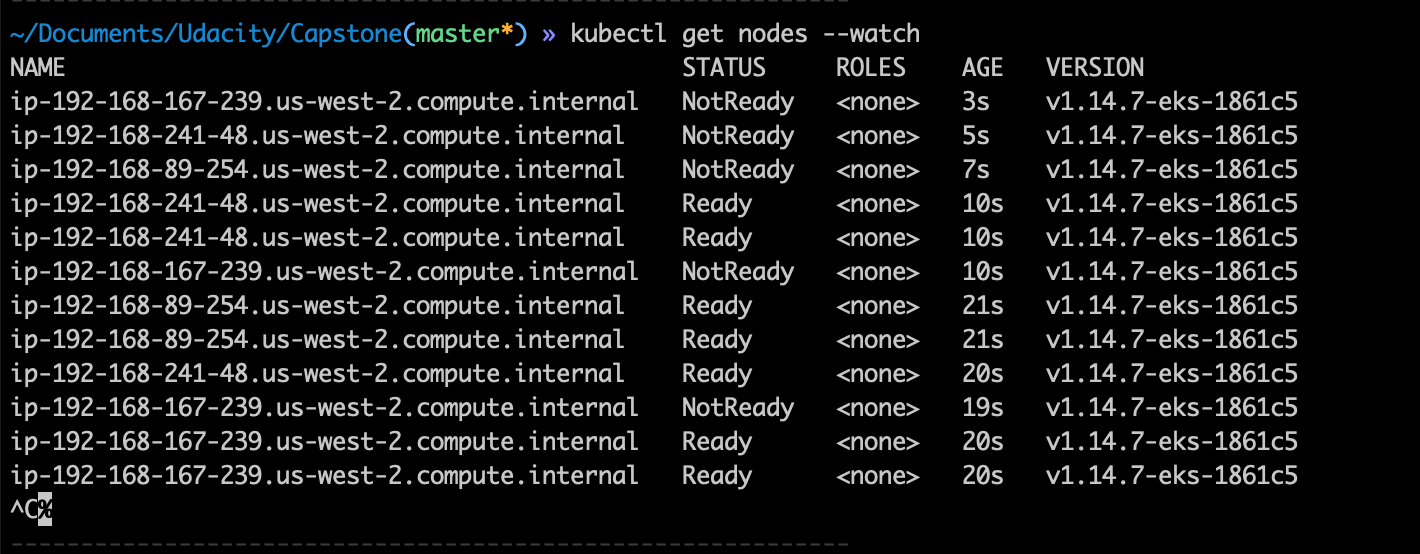 ~/Documents/Udacity/Capstone(master*) » kubectl get nodes --watch
NAME STATUS ROLES AGE VERSION
ip-192-168-167-239.us-west-2.compute.internal NotReady <none> 3s v1.14.7-eks-1861c5
ip-192-168-241-48.us-west-2.compute.internal NotReady <none> 5s v1.14.7-eks-1861c5
ip-192-168-89-254.us-west-2.compute.internal NotReady <none> 7s v1.14.7-eks-1861c5
ip-192-168-241-48.us-west-2.compute.internal Ready <none> 10s v1.14.7-eks-1861c5
ip-192-168-241-48.us-west-2.compute.internal Ready <none> 10s v1.14.7-eks-1861c5
ip-192-168-167-239.us-west-2.compute.internal NotReady <none> 10s v1.14.7-eks-1861c5
ip-192-168-89-254.us-west-2.compute.internal Ready <none> 21s v1.14.7-eks-1861c5
ip-192-168-89-254.us-west-2.compute.internal Ready <none> 21s v1.14.7-eks-1861c5
ip-192-168-241-48.us-west-2.compute.internal Ready <none> 20s v1.14.7-eks-1861c5
ip-192-168-167-239.us-west-2.compute.internal NotReady <none> 19s v1.14.7-eks-1861c5
ip-192-168-167-239.us-west-2.compute.internal Ready <none> 20s v1.14.7-eks-1861c5
ip-192-168-167-239.us-west-2.compute.internal Ready <none> 20s v1.14.7-eks-1861c5
^C%